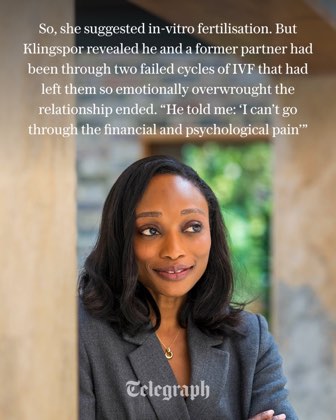 So, she suggested in-vitro fertilisation. But
Klingspor revealed he and a former partner had
been through two failed cycles of IVF that had
left them so emotionally overwrought the
relationship ended. “He told me: ‘I can’t go
through the financial and psychological pain’”
Telegraph